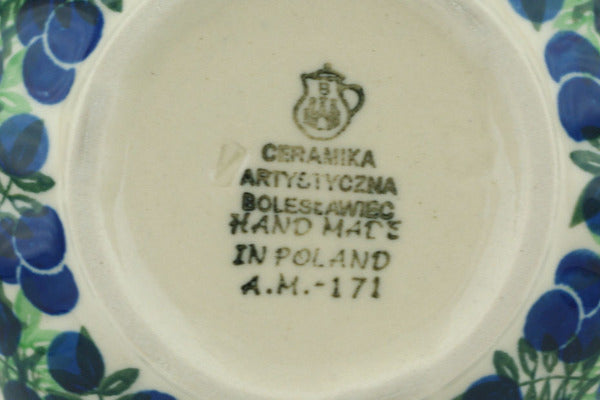 B
CERAMIKA
ARTYSTYCZNA
BOLESŁAWIEC
HAND MADE
IN POLAND
A.M.-171